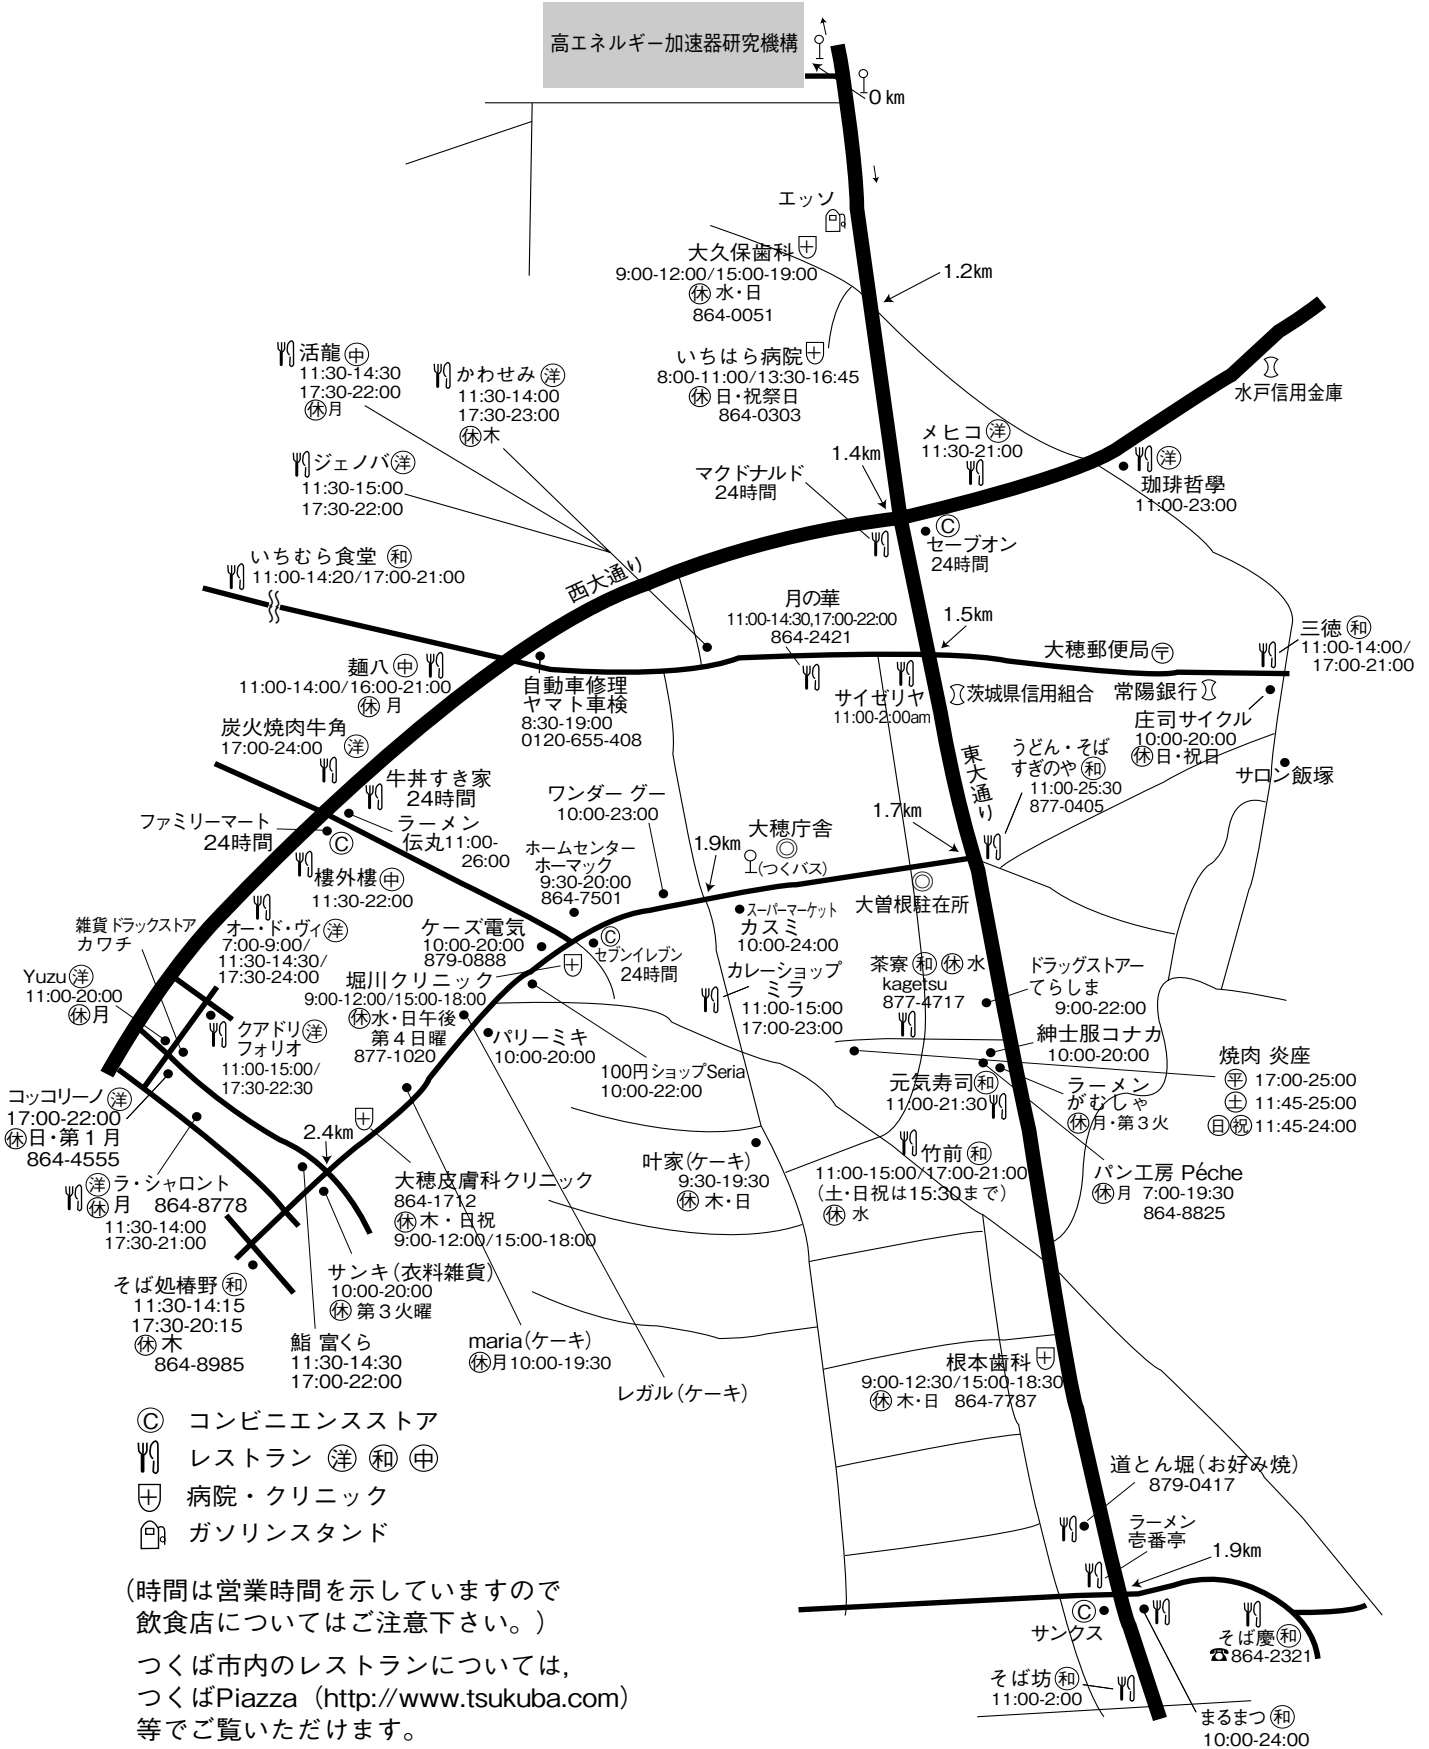 高エネルギー加速器研究機構
0 km
エッソ
大久保歯科
9:00-12:00/15:00-19:00
休 水・日
864-0051
1.2km
いちはら病院
8:00-11:00/13:30-16:45
休 日・祝祭日
864-0303
水戸信用金庫
活龍 中
11:30-14:30
17:30-22:00
休月
かわせみ 洋
11:30-14:00
17:30-23:00
休木
ジェノバ 洋
11:30-15:00
17:30-22:00
1.4km
メヒコ 洋
11:30-21:00
マクドナルド
24時間
洋
珈琲哲學
11:00-23:00
C
セーブオン
24時間
いちむら食堂 和
11:00-14:20/17:00-21:00
西大通り
月の華
11:00-14:30,17:00-22:00
864-2421
1.5km
大穂郵便局 〒
三徳 和
11:00-14:00/
17:00-21:00
麺八 中
11:00-14:00/16:00-21:00
休 月
自動車修理
ヤマト車検
8:30-19:00
0120-655-408
サイゼリヤ
11:00-2:00am
茨城県信用組合
常陽銀行
庄司サイクル
10:00-20:00
休日・祝日
サロン飯塚
炭火焼肉牛角
17:00-24:00 洋
東大通り
うどん・そば
すぎのや 和
11:00-25:30
877-0405
牛丼すき家
24時間
ファミリーマート
24時間
C
ラーメン
伝丸11:00-
26:00
ワンダー グー
10:00-23:00
1.7km
大穂庁舎
◎
(つくバス)
1.9km
ホームセンター
ホーマック
9:30-20:00
864-7501
樓外樓 中
11:30-22:00
◎
大曽根駐在所
スーパーマーケット
カスミ
10:00-24:00
雑貨 ドラックストア
カワチ
オー・ド・ヴィ 洋
7:00-9:00/
11:30-14:30/
17:30-24:00
ケーズ電気
10:00-20:00
879-0888
C
セブンイレブン
24時間
Yuzu 洋
11:00-20:00
休月
堀川クリニック
9:00-12:00/15:00-18:00
休水・日午後
第４日曜
877-1020
カレーショップ
ミラ
11:00-15:00
17:00-23:00
茶寮 和 休 水
kagetsu
877-4717
ドラッグストアー
てらしま
9:00-22:00
クアドリ 洋
フォリオ
11:00-15:00/
17:30-22:30
パリーミキ
10:00-20:00
100円ショップSeria
10:00-22:00
紳士服コナカ
10:00-20:00
焼肉 炎座
平 17:00-25:00
土 11:45-25:00
日祝 11:45-24:00
コッコリーノ 洋
17:00-22:00
休日・第１月
864-4555
元気寿司 和
11:00-21:30
ラーメン
がむしゃ
休月・第３火
2.4km
竹前 和
11:00-15:00/17:00-21:00
(土・日祝は15:30まで)
休 水
叶家(ケーキ)
9:30-19:30
休 木・日
パン工房 Péche
休月 7:00-19:30
864-8825
洋 ラ・シャロント
休 月 864-8778
11:30-14:00
17:30-21:00
大穂皮膚科クリニック
864-1712
休 木・日祝
9:00-12:00/15:00-18:00
そば処椿野 和
11:30-14:15
17:30-20:15
休 木
864-8985
サンキ(衣料雑貨)
10:00-20:00
休 第３火曜
鮨 富くら
11:30-14:30
17:00-22:00
maria(ケーキ)
休月10:00-19:30
レガル(ケーキ)
根本歯科
9:00-12:30/15:00-18:30
休 木・日 864-7787
道とん堀(お好み焼)
879-0417
ラーメン
壱番亭
1.9km
C
サンクス
そば慶 和
☎864-2321
そば坊 和
11:00-2:00
まるまつ 和
10:00-24:00
C コンビニエンスストア
レストラン 洋 和 中
病院・クリニック
ガソリンスタンド
(時間は営業時間を示していますので
飲食店についてはご注意下さい。)
つくば市内のレストランについては,
つくばPiazza (http://www.tsukuba.com)
等でご覧いただけます。